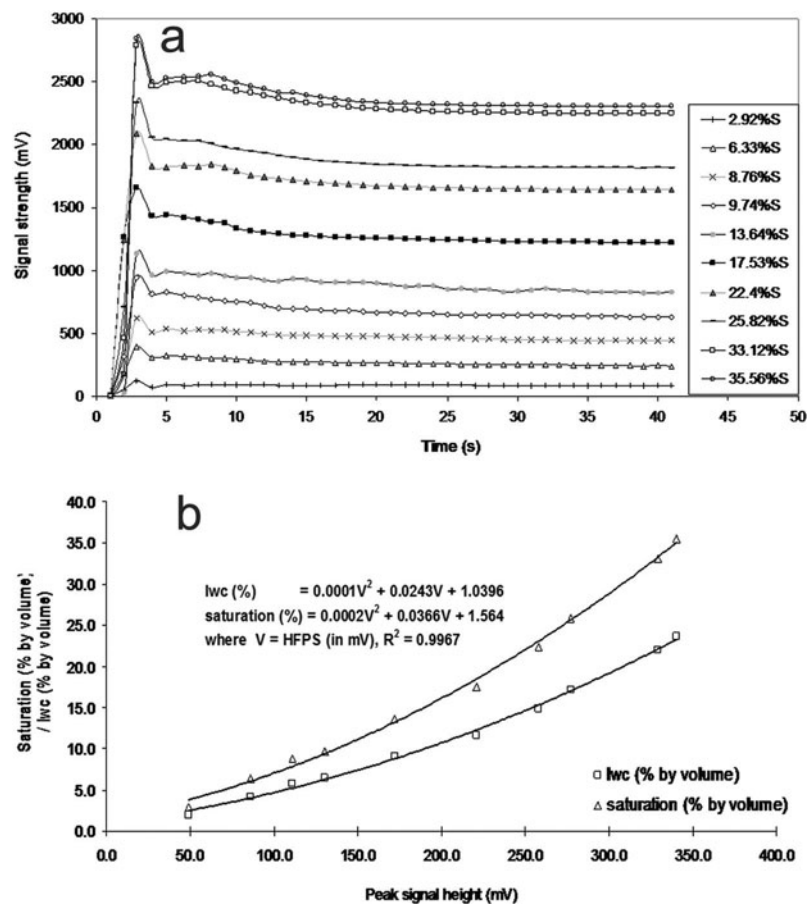 a
3000
2500
2000
1500
1000
500
0
Signal strength (mV)
0 5 10 15 20 25 30 35 40 45 50
Time (s)
2.92%S
6.33%S
8.76%S
9.74%S
13.64%S
17.53%S
22.4%S
25.82%S
33.12%S
35.56%S
b
40.0
35.0
30.0
25.0
20.0
15.0
10.0
5.0
0.0
Saturation (% by volume)
/ lwc (% by volume)
lwc (%) = 0.0001V² + 0.0243V + 1.0396
saturation (%) = 0.0002V² + 0.0366V + 1.564
where V = HFPS (in mV), R² = 0.9967
lwc (% by volume)
saturation (% by volume)
0.0 50.0 100.0 150.0 200.0 250.0 300.0 350.0 400.0
Peak signal height (mV)